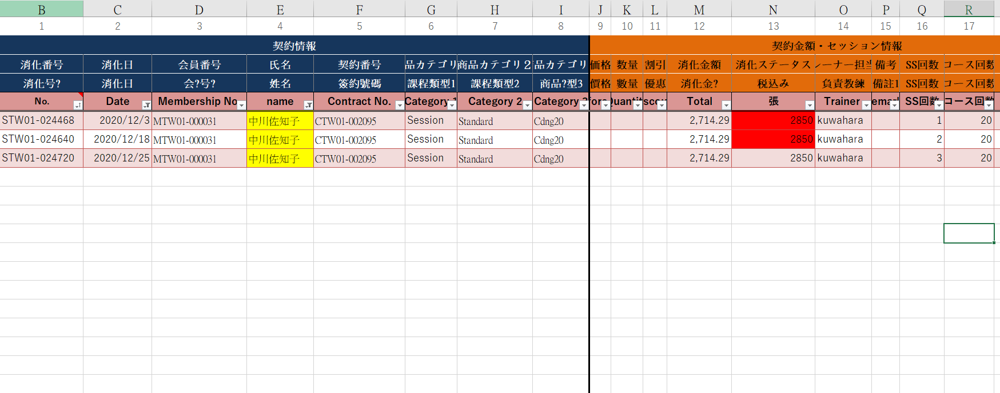 B C D E F G H I J K L M N O P Q R
1 2 3 4 5 6 7 8 9 10 11 12 13 14 15 16 17
契約情報 契約金額・セッション情報
消化番号 消化日 会員番号 氏名 契約番号 品カテゴリ 商品カテゴリ2 品カテゴリ 価格 数量 割引 消化金額 消化ステータス ーナー担当 備考 SS回数 コース回数
消化号? 消化日 会?号? 姓名 簽約號碼 課程類型1 課程類型2 商品?型3 價格 數量 優惠 消化金? 税込み 負責教練 備註1 SS回数 コース回数
No. Date Membership No name Contract No. Category 1 Category 2 Category 3 fore Quantit scou Total 張 Trainer emark SS回数 コース回数
STW01-024468 2020/12/3 MTW01-000031 中川佐知子 CTW01-002095 Session Standard Cdng20 2,714.29 2850 kuwahara 1 20
STW01-024640 2020/12/18 MTW01-000031 中川佐知子 CTW01-002095 Session Standard Cdng20 2,714.29 2850 kuwahara 2 20
STW01-024720 2020/12/25 MTW01-000031 中川佐知子 CTW01-002095 Session Standard Cdng20 2,714.29 2850 kuwahara 3 20